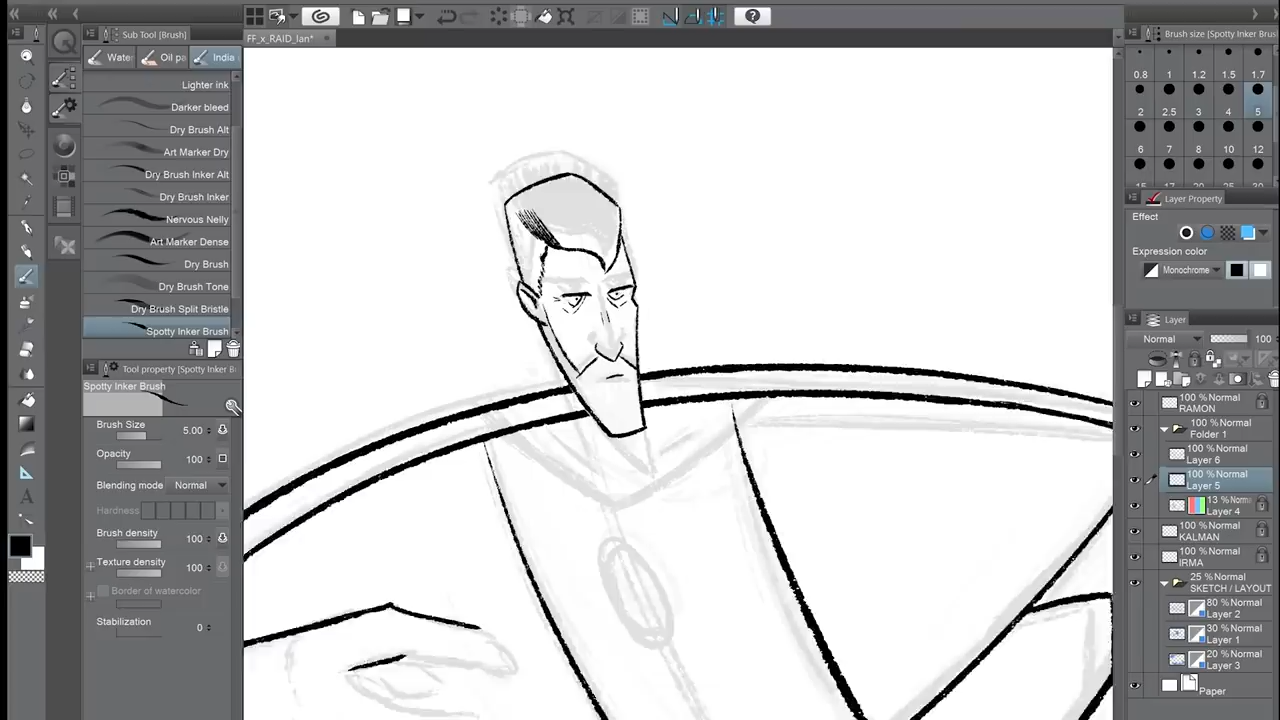 Sub Tool [Brush]
Brush size [Spotty Inker Brus
FF_x_RAID_Ian*
Wate
Oil pa
India
Lighter ink
Darker bleed
Dry Brush Alt
Art Marker Dry
Dry Brush Inker Alt
Dry Brush Inker
Nervous Nelly
Art Marker Dense
Dry Brush
Dry Brush Tone
Dry Brush Split Bristle
Spotty Inker Brush
Tool property [Spotty Inker B
Spotty Inker Brush
Brush Size 5.00
Opacity 100
Blending mode Normal
Hardness
Brush density 100
Texture density 100
Border of watercolor
Stabilization 0
0.8 1 1.2 1.5 1.7
2 2.5 3 4 5
6 7 8 10 12
15 17 20 25 30
Layer Property
Effect
Expression color
Monochrome
Layer
Normal 100
100 %Normal
RAMON
100 %Normal
Folder 1
100 %Normal
Layer 6
100 %Normal
Layer 5
13 %Norm
Layer 4
100 %Normal
KALMAN
100 %Normal
IRMA
25 %Normal
SKETCH / LAYOUT
80 %Normal
Layer 2
30 %Normal
Layer 1
20 %Normal
Layer 3
Paper